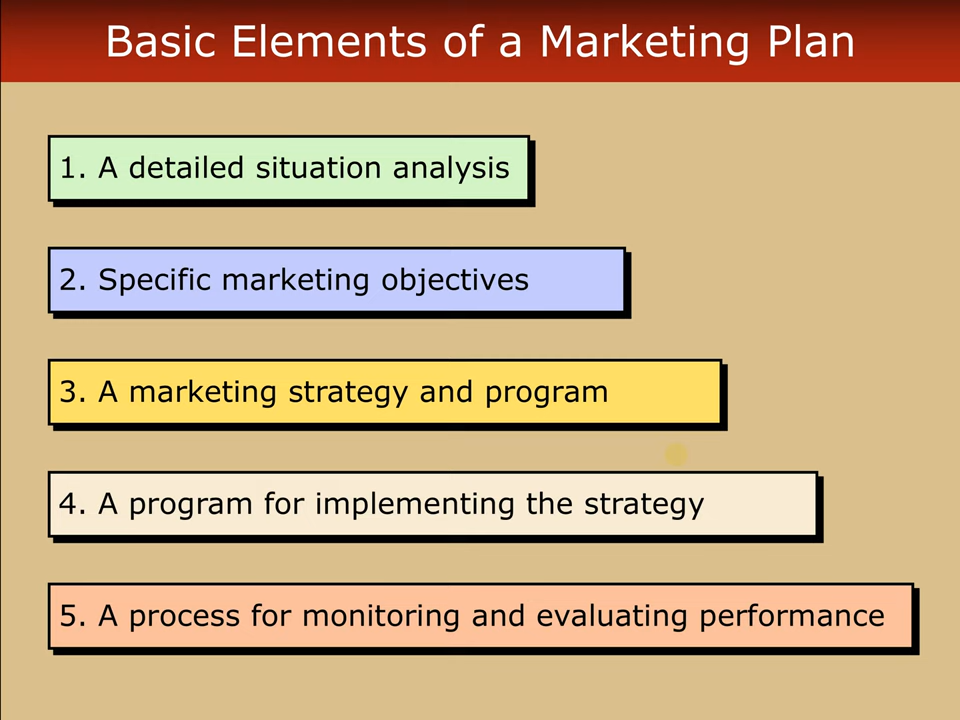 Basic Elements of a Marketing Plan
1. A detailed situation analysis
2. Specific marketing objectives
3. A marketing strategy and program
4. A program for implementing the strategy
5. A process for monitoring and evaluating performance